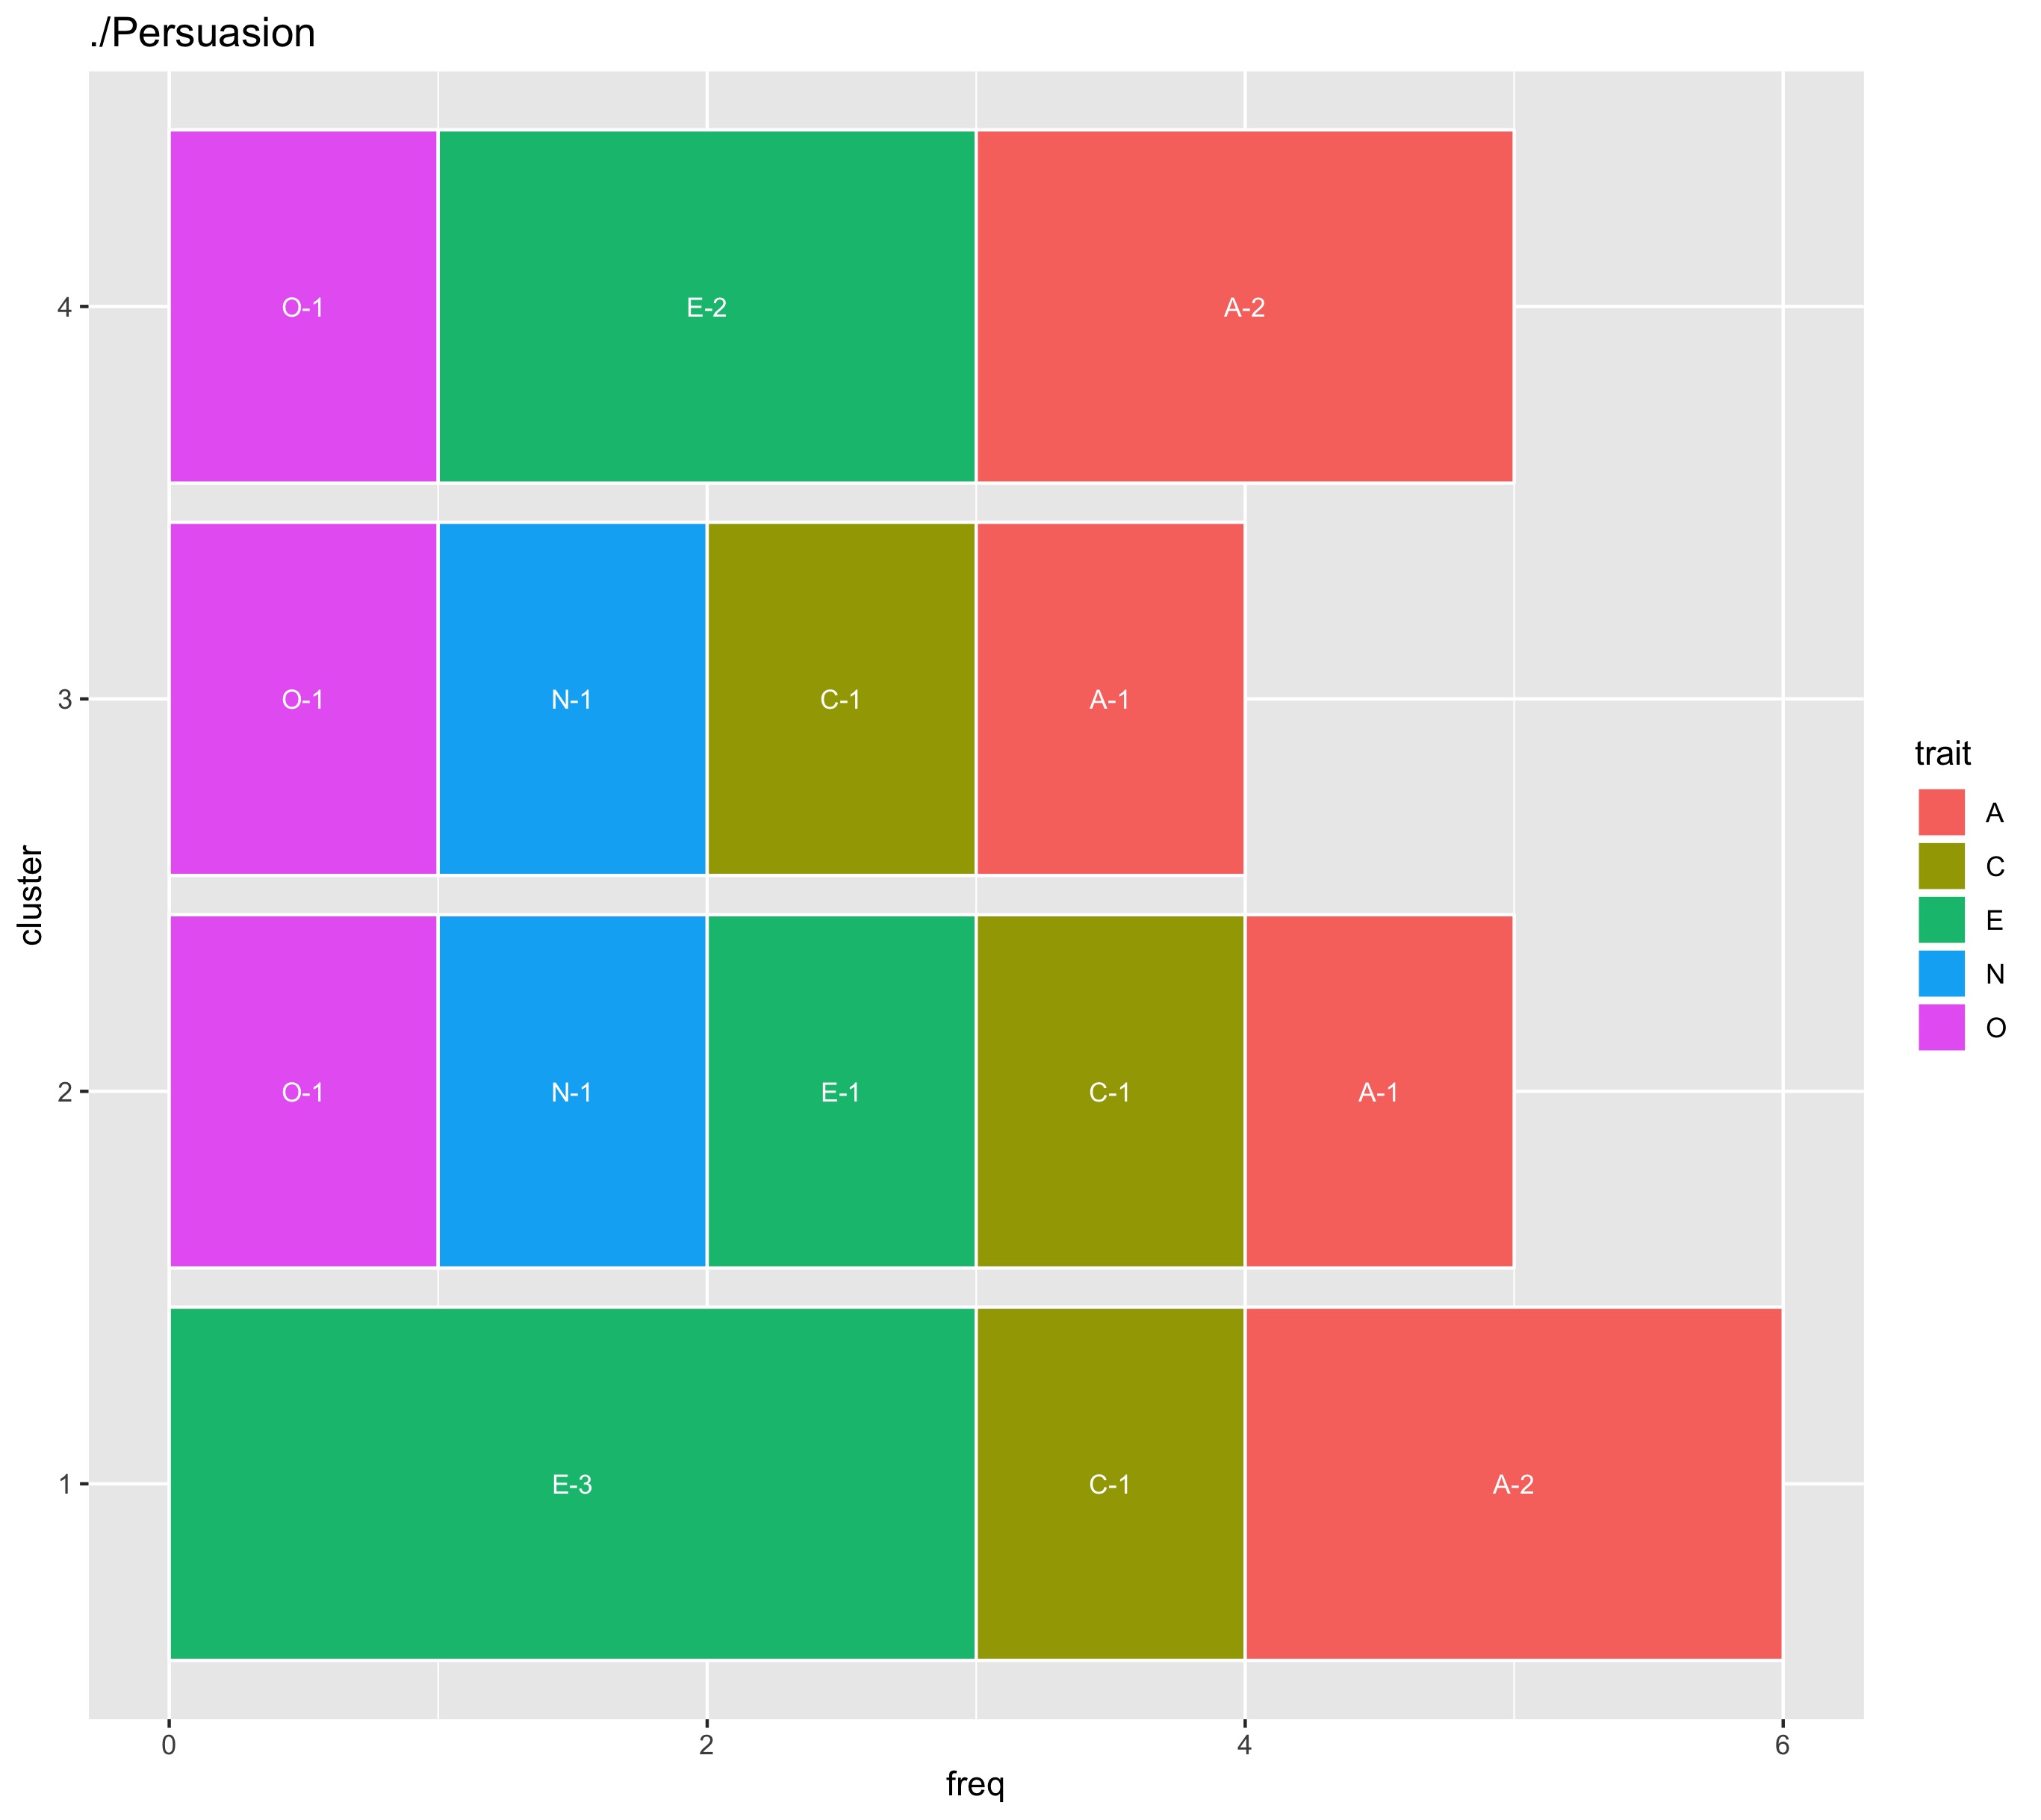 ./Persuasion
cluster
4
O-1 E-2 A-2
3
O-1 N-1 C-1 A-1
2
O-1 N-1 E-1 C-1 A-1
1
E-3 C-1 A-2
0 2 4 6
freq
trait
A
C
E
N
O